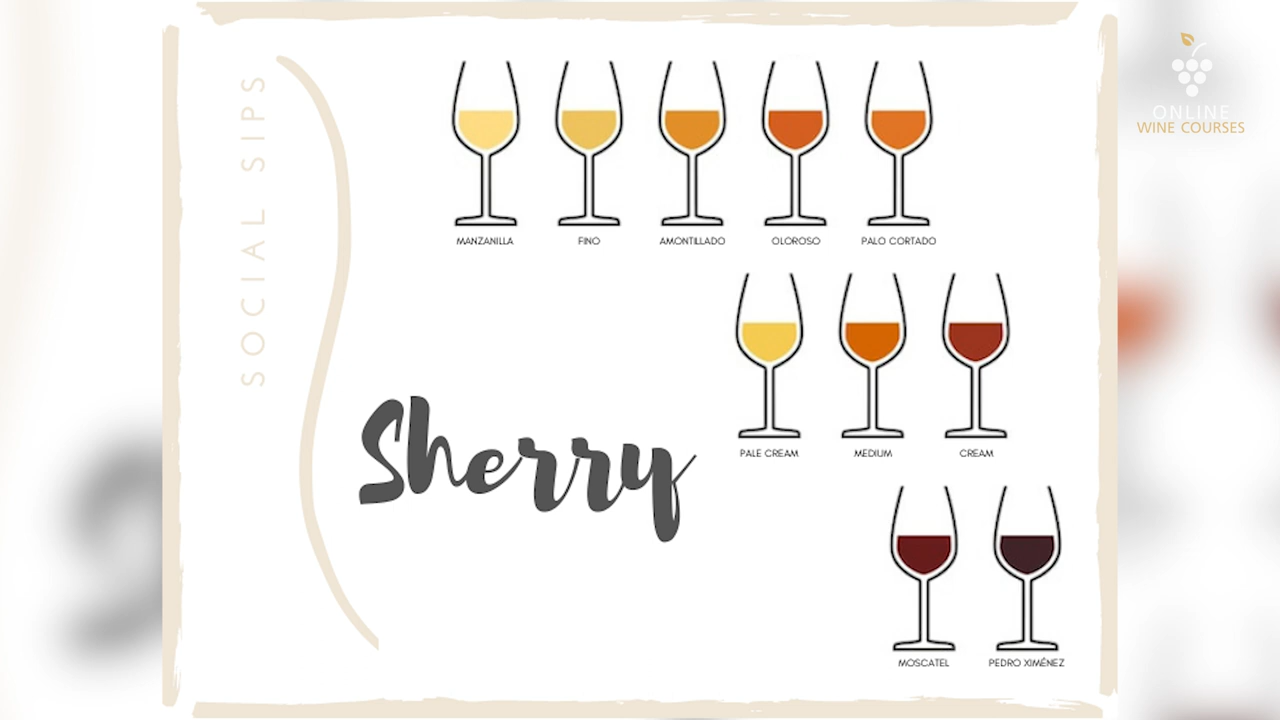 SOCIAL SIPS
MANZANILLA
FINO
AMONTILLADO
OLOROSO
PALO CORTADO
PALE CREAM
MEDIUM
CREAM
Sherry
MOSCATEL
PEDRO XIMÉNEZ
ONLINE
WINE COURSES